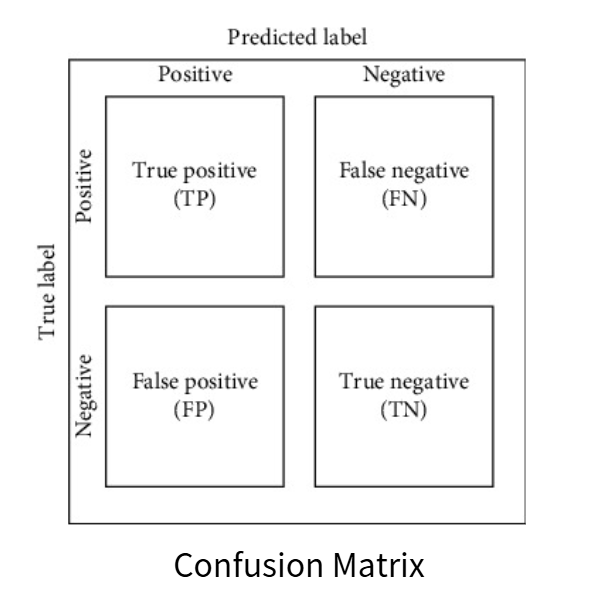 Predicted label
Positive
Negative
True label
Positive
True positive
(TP)
False negative
(FN)
Negative
False positive
(FP)
True negative
(TN)
Confusion Matrix